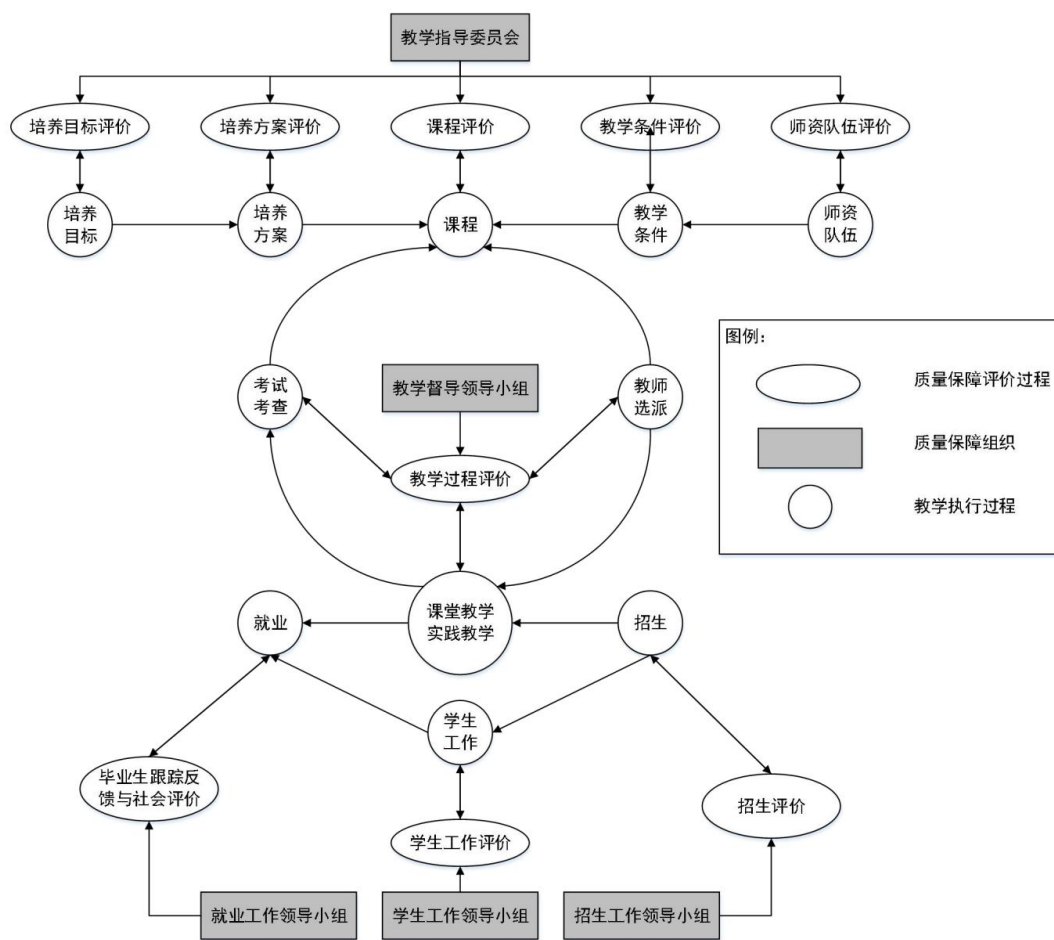 教学指导委员会
培养目标评价
培养方案评价
课程评价
教学条件评价
师资队伍评价
培养
目标
培养
方案
课程
教学
条件
师资
队伍
图例：
质量保障评价过程
质量保障组织
教学执行过程
考试
考查
教学督导领导小组
教师
选派
教学过程评价
就业
课堂教学
实践教学
招生
学生
工作
毕业生跟踪反
馈与社会评价
学生工作评价
招生评价
就业工作领导小组
学生工作领导小组
招生工作领导小组